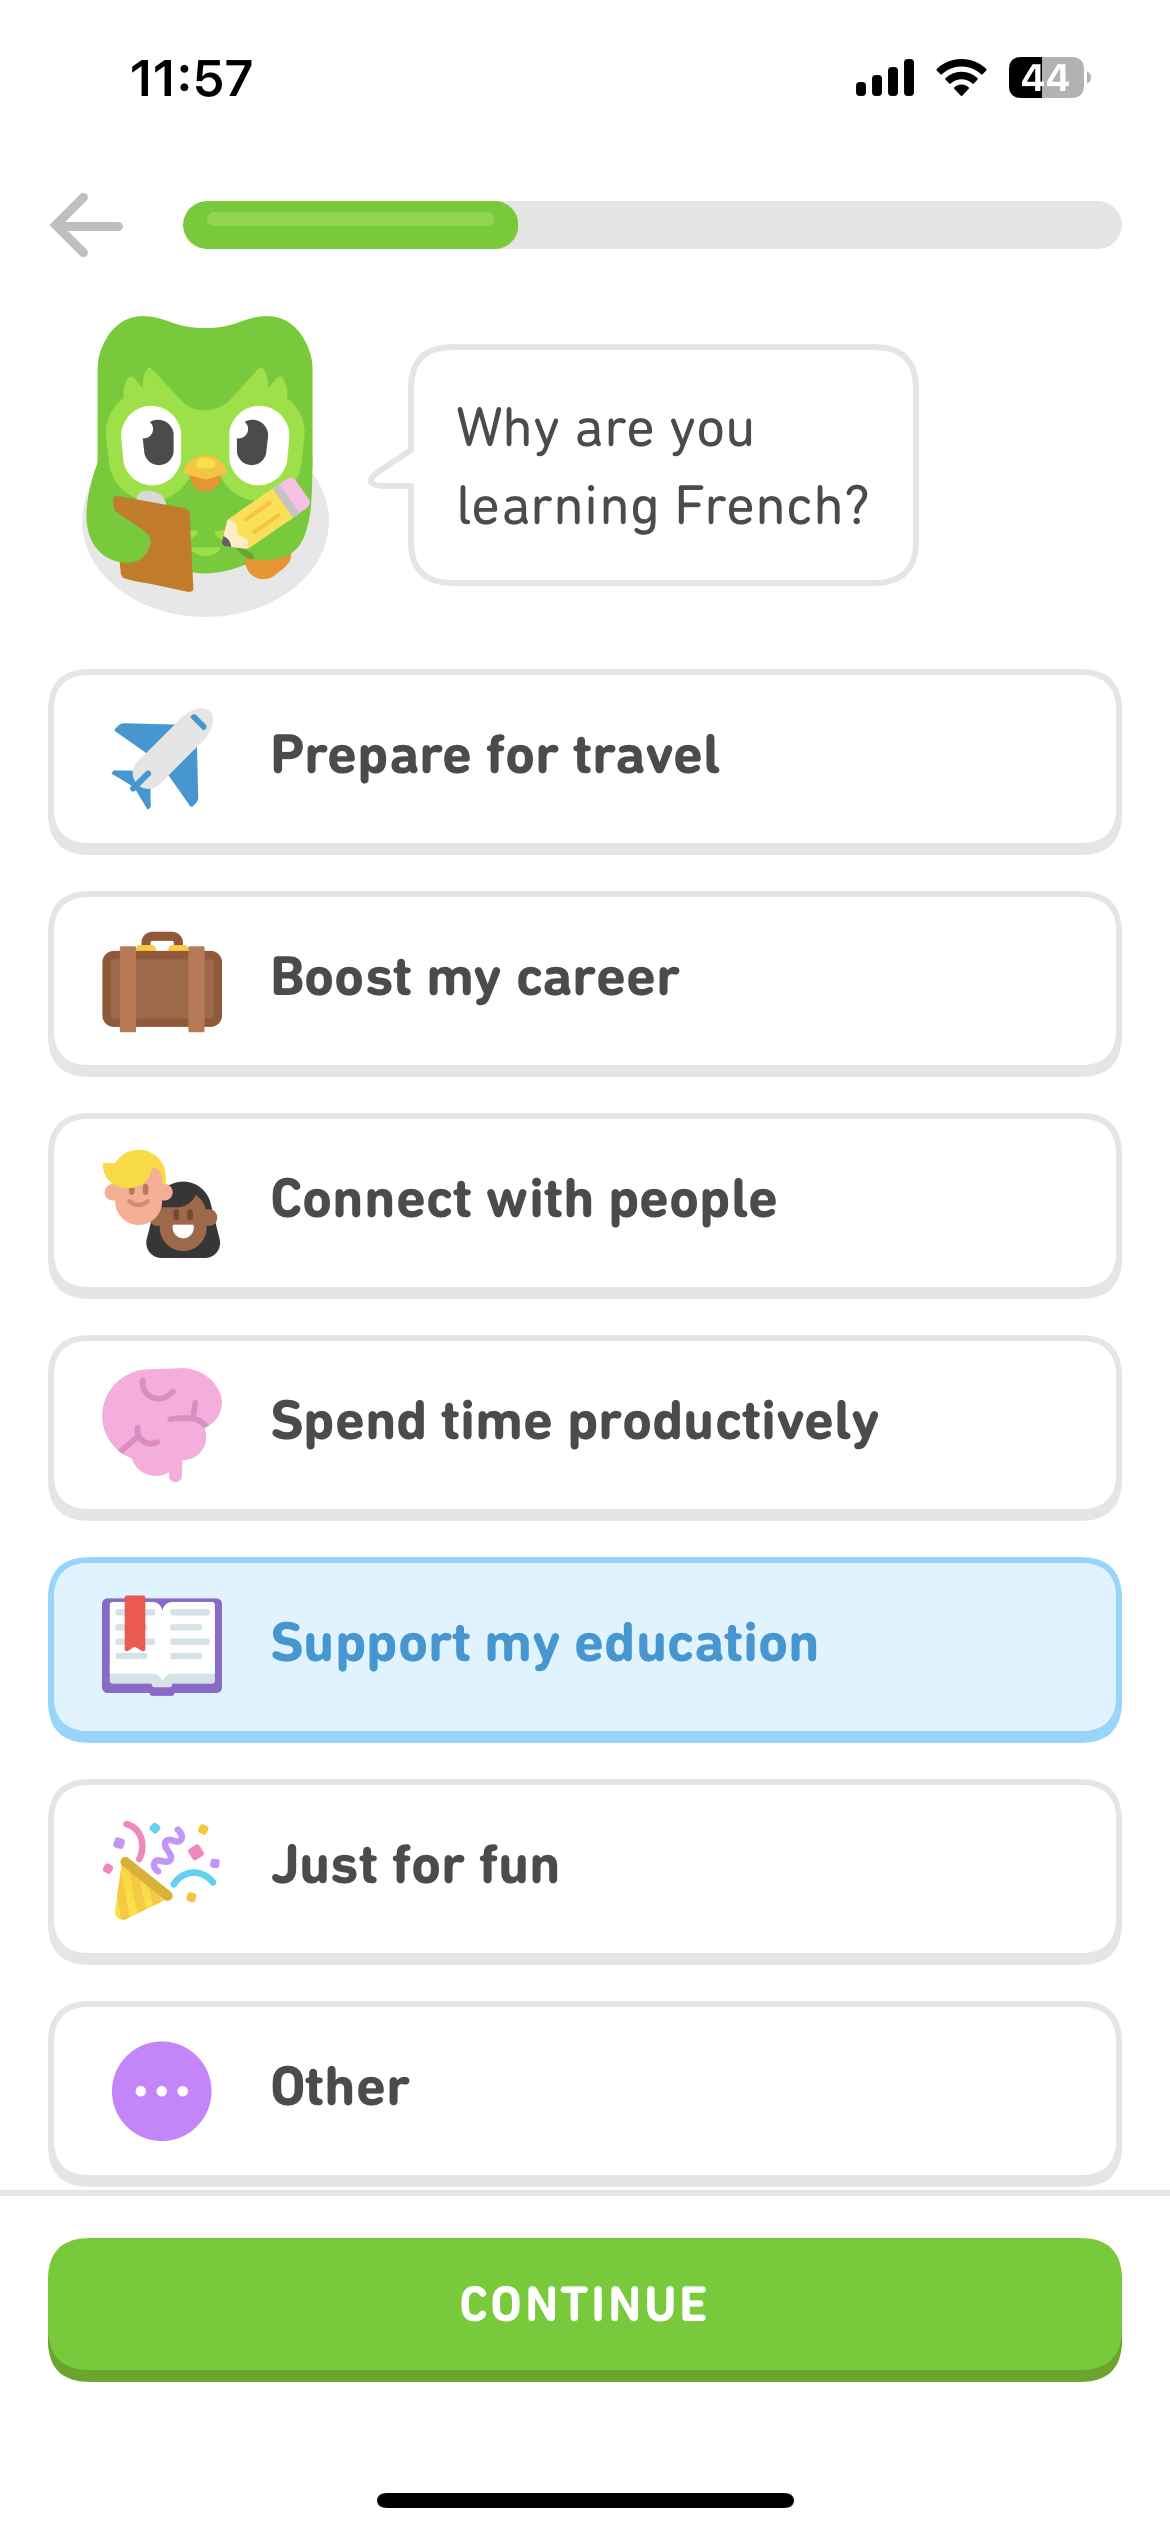 11:57
44
Why are you
learning French?
Prepare for travel
Boost my career
Connect with people
Spend time productively
Support my education
Just for fun
Other
CONTINUE